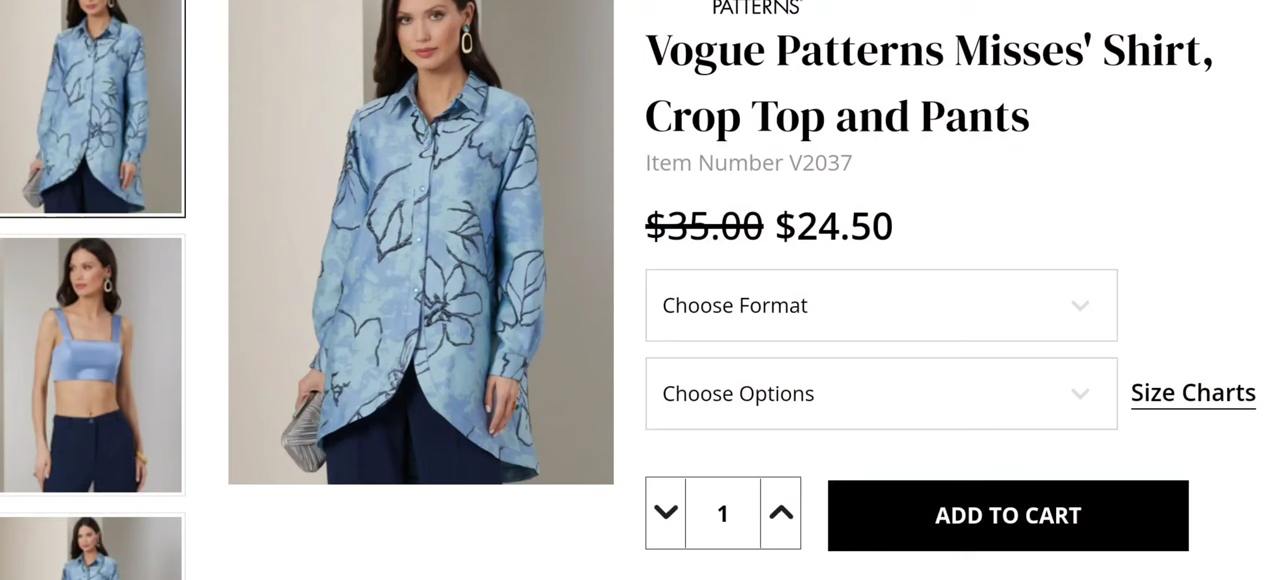 PATTERNS'
Vogue Patterns Misses' Shirt,
Crop Top and Pants
Item Number V2037
$35.00 $24.50
Choose Format
Choose Options
Size Charts
1
ADD TO CART